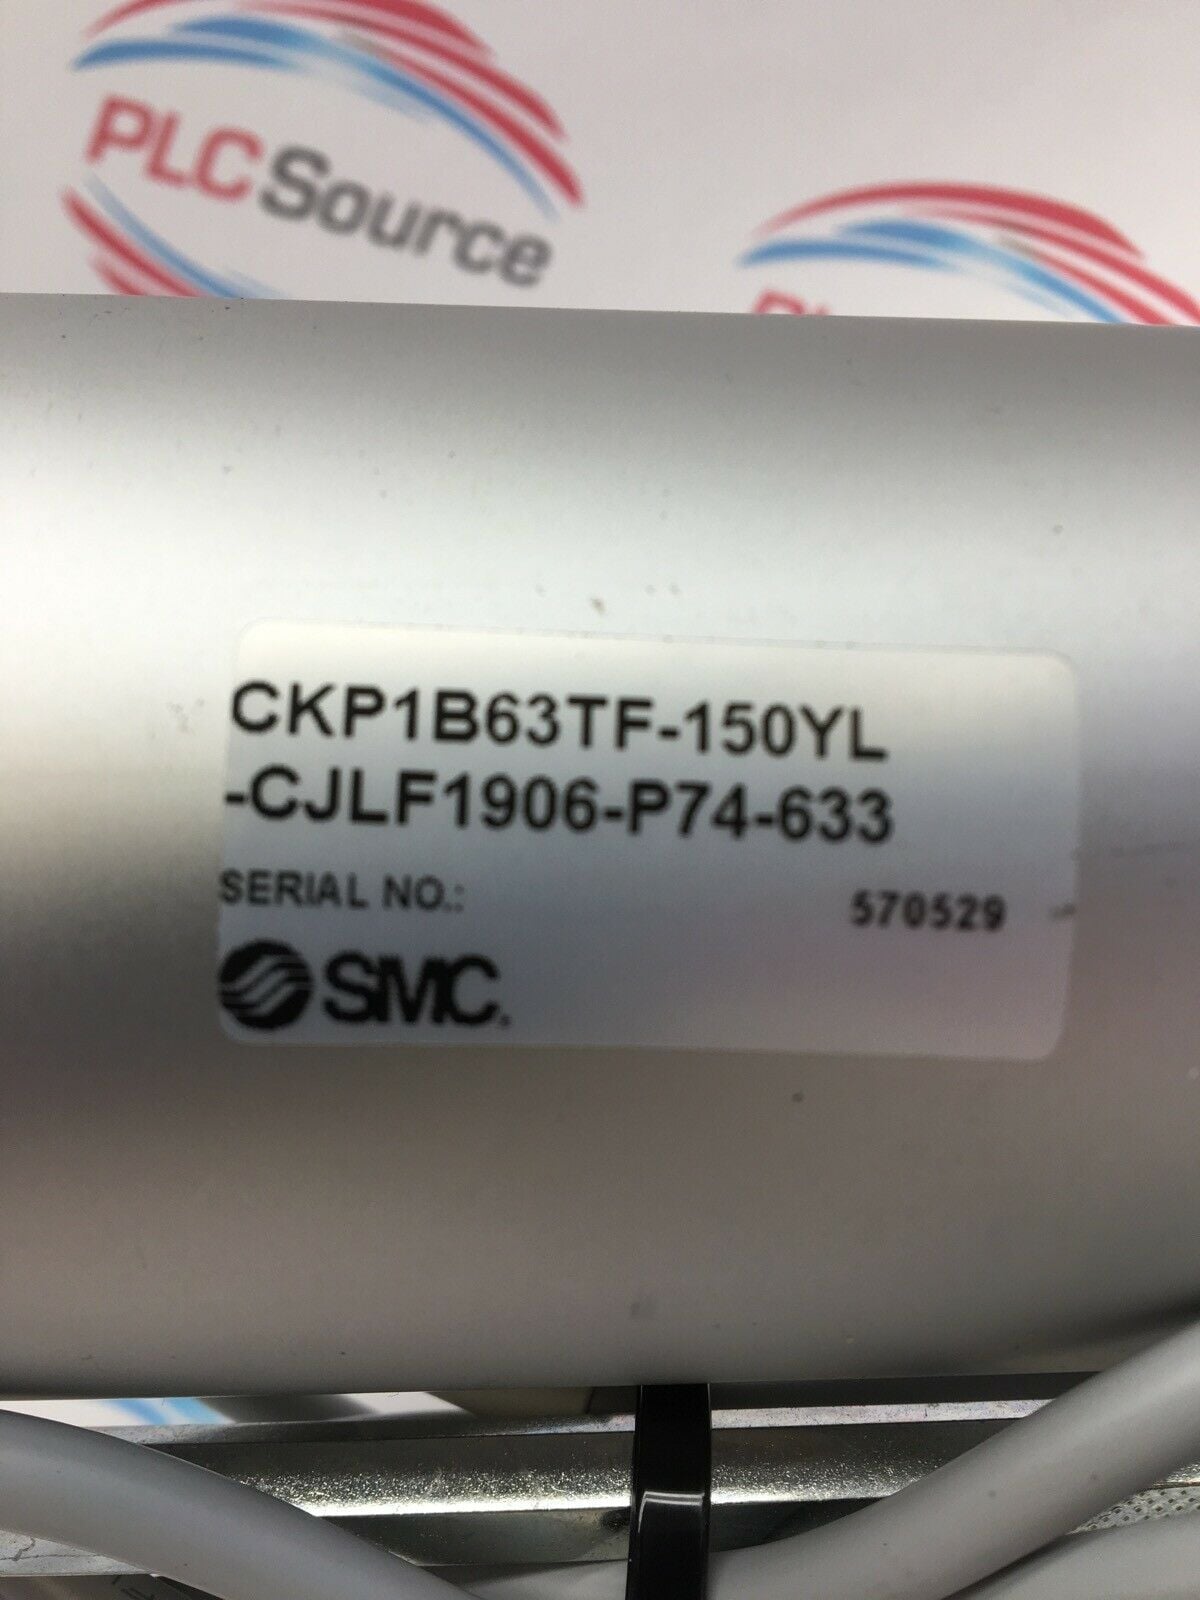 PLCSource
CKP1B63TF-150YL
-CJLF1906-P74-633
SERIAL NO.: 570529
SMC.